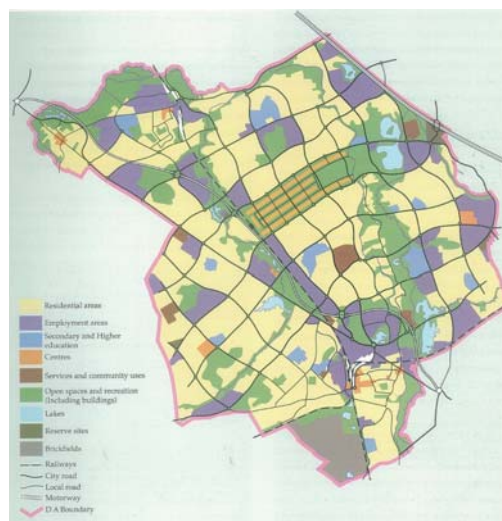 Residential areas
Employment areas
Secondary and Higher
education
Centres
Services and community uses
Open spaces and recreation
(Including buildings)
Lakes
Reserve sites
Brickfields
Railways
City road
Local road
Motorway
D A Boundary